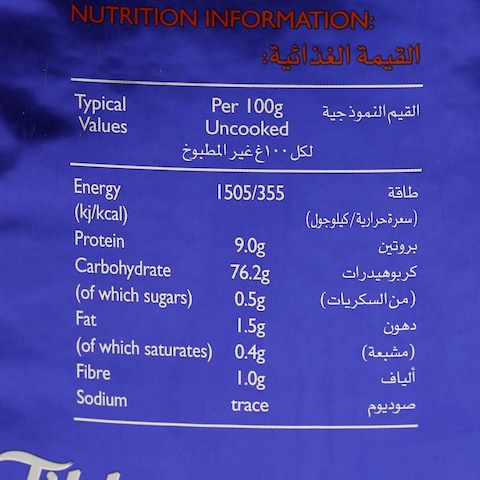 NUTRITION INFORMATION:
القيمة الغذائية:
Typical Values Per 100g Uncooked القيم النموذجية
لكل ١٠٠غ غير المطبوخ
Energy 1505/355 طاقة
(kj/kcal) (سعرة حرارية/كيلوجول)
Protein 9.0g بروتين
Carbohydrate 76.2g كربوهيدرات
(of which sugars) 0.5g (من السكريات)
Fat 1.5g دهون
(of which saturates) 0.4g (مشبعة)
Fibre 1.0g ألياف
Sodium trace صوديوم